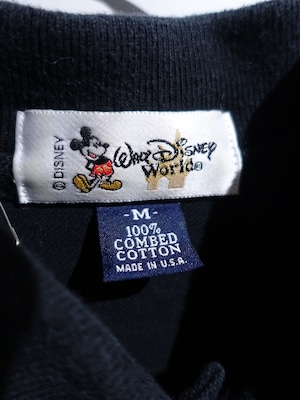 © DISNEY
Walt Disney
World®
-M-
100%
COMBED
COTTON
MADE IN U.S.A.